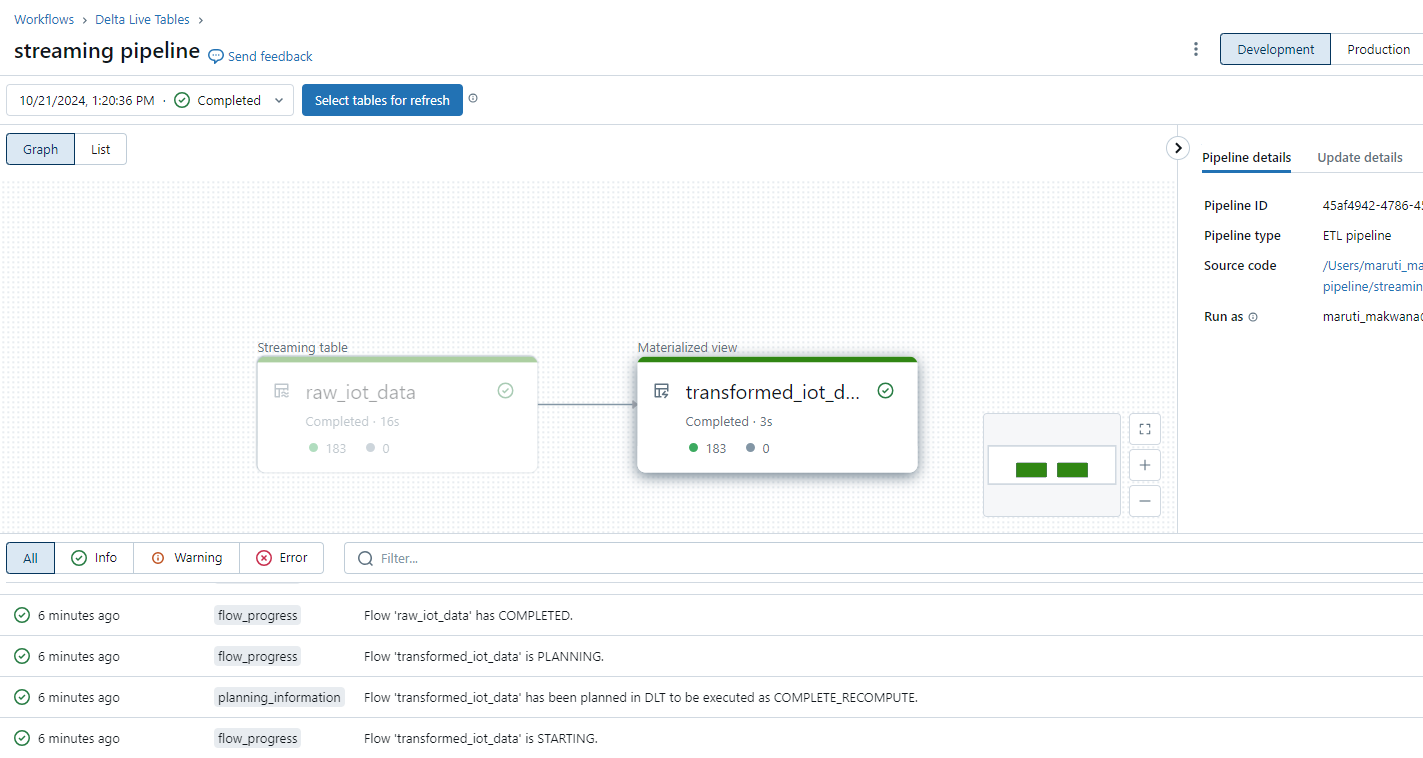 Workflows › Delta Live Tables ›
streaming pipeline Send feedback
Development Production
10/21/2024, 1:20:36 PM · Completed Select tables for refresh
Graph List
Pipeline details Update details
Pipeline ID 45af4942-4786-45
Pipeline type ETL pipeline
Source code /Users/maruti_ma
pipeline/streamin
Run as maruti_makwana@
Streaming table
raw_iot_data
Completed · 16s
183 0
Materialized view
transformed_iot_d...
Completed · 3s
183 0
All Info Warning Error Filter...
6 minutes ago flow_progress Flow 'raw_iot_data' has COMPLETED.
6 minutes ago flow_progress Flow 'transformed_iot_data' is PLANNING.
6 minutes ago planning_information Flow 'transformed_iot_data' has been planned in DLT to be executed as COMPLETE_RECOMPUTE.
6 minutes ago flow_progress Flow 'transformed_iot_data' is STARTING.